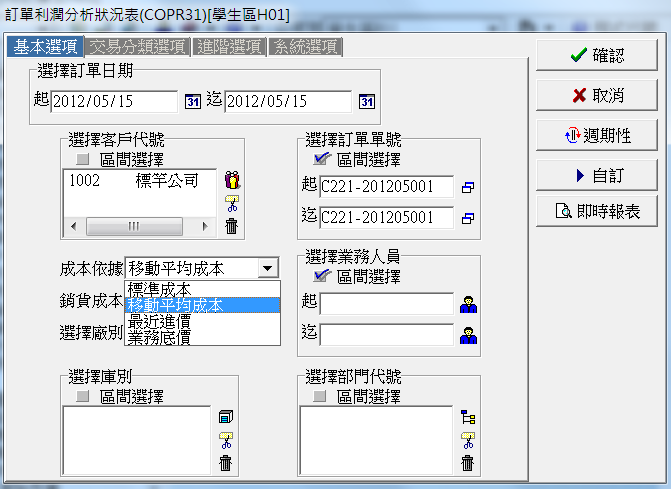 訂單利潤分析狀況表(COPR31)[學生區H01]
基本選項 交易分類選項 進階選項 系統選項
選擇訂單日期
起 2012/05/15 31 迄 2012/05/15 31
選擇客戶代號
區間選擇
1002 標竿公司
選擇訂單單號
區間選擇
起 C221-201205001
迄 C221-201205001
成本依據 移動平均成本
標準成本
移動平均成本
最近進價
業務底價
銷貨成本
選擇廠別
選擇業務人員
區間選擇
起
迄
選擇庫別
區間選擇
選擇部門代號
區間選擇
確認
取消
週期性
自訂
即時報表